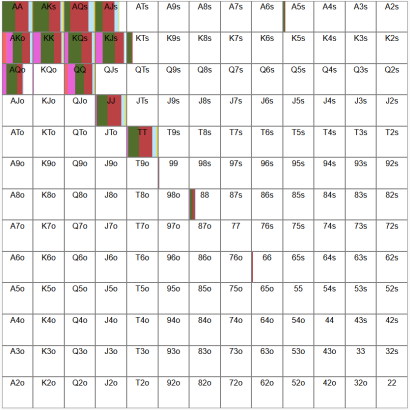 AA AKs AQs AJs ATs A9s A8s A7s A6s A5s A4s A3s A2s
AKo KK KQs KJs KTs K9s K8s K7s K6s K5s K4s K3s K2s
AQo KQo QQ QJs QTs Q9s Q8s Q7s Q6s Q5s Q4s Q3s Q2s
AJo KJo QJo JJ JTs J9s J8s J7s J6s J5s J4s J3s J2s
ATo KTo QTo JTo TT T9s T8s T7s T6s T5s T4s T3s T2s
A9o K9o Q9o J9o T9o 99 98s 97s 96s 95s 94s 93s 92s
A8o K8o Q8o J8o T8o 98o 88 87s 86s 85s 84s 83s 82s
A7o K7o Q7o J7o T7o 97o 87o 77 76s 75s 74s 73s 72s
A6o K6o Q6o J6o T6o 96o 86o 76o 66 65s 64s 63s 62s
A5o K5o Q5o J5o T5o 95o 85o 75o 65o 55 54s 53s 52s
A4o K4o Q4o J4o T4o 94o 84o 74o 64o 54o 44 43s 42s
A3o K3o Q3o J3o T3o 93o 83o 73o 63o 53o 43o 33 32s
A2o K2o Q2o J2o T2o 92o 82o 72o 62o 52o 42o 32o 22